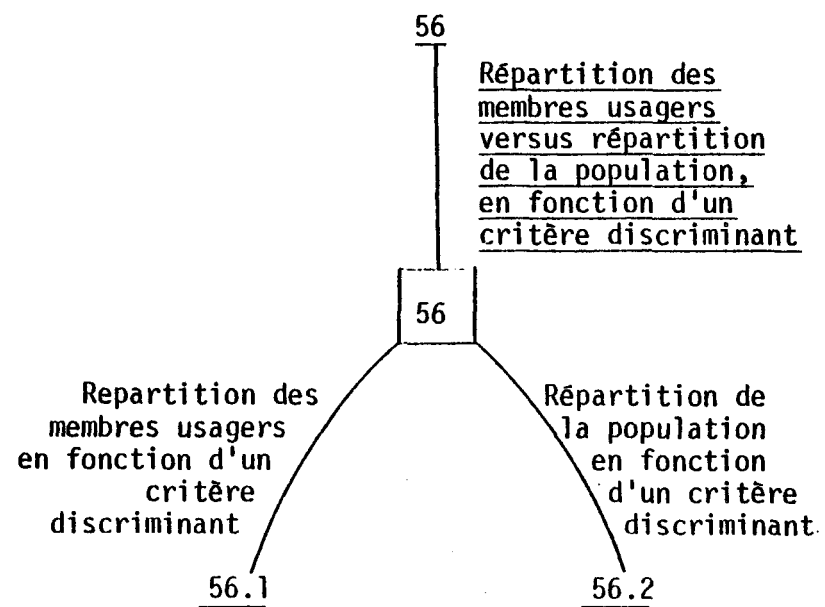 56
Répartition des
membres usagers
versus répartition
de la population,
en fonction d'un
critère discriminant
56
Repartition des
membres usagers
en fonction d'un
critère
discriminant
Répartition de
la population
en fonction
d'un critère
discriminant
56.1
56.2